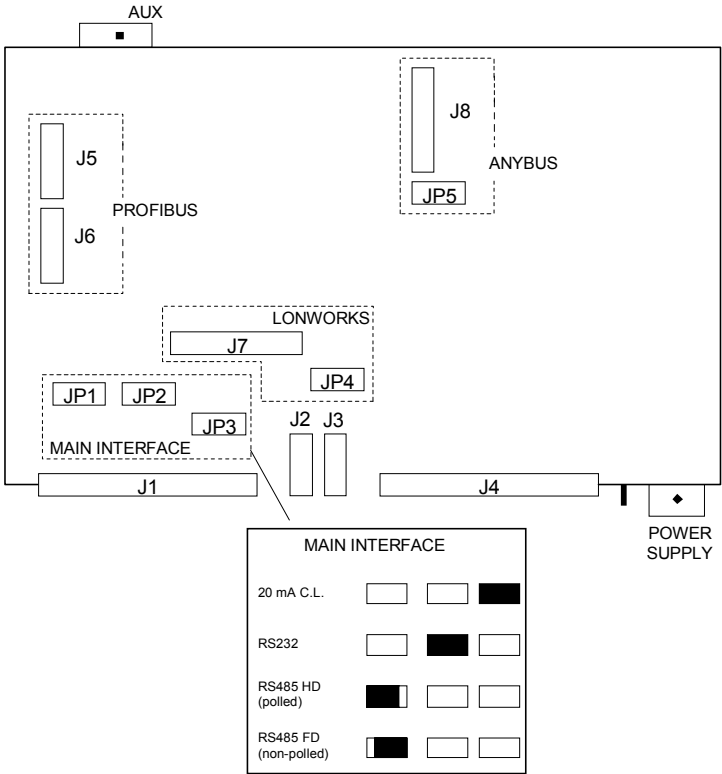 AUX
J5
J6
PROFIBUS
J8
JP5
ANYBUS
LONWORKS
J7
JP4
JP1
JP2
JP3
MAIN INTERFACE
J2
J3
J1
J4
POWER
SUPPLY
MAIN INTERFACE
20 mA C.L.
RS232
RS485 HD
(polled)
RS485 FD
(non-polled)